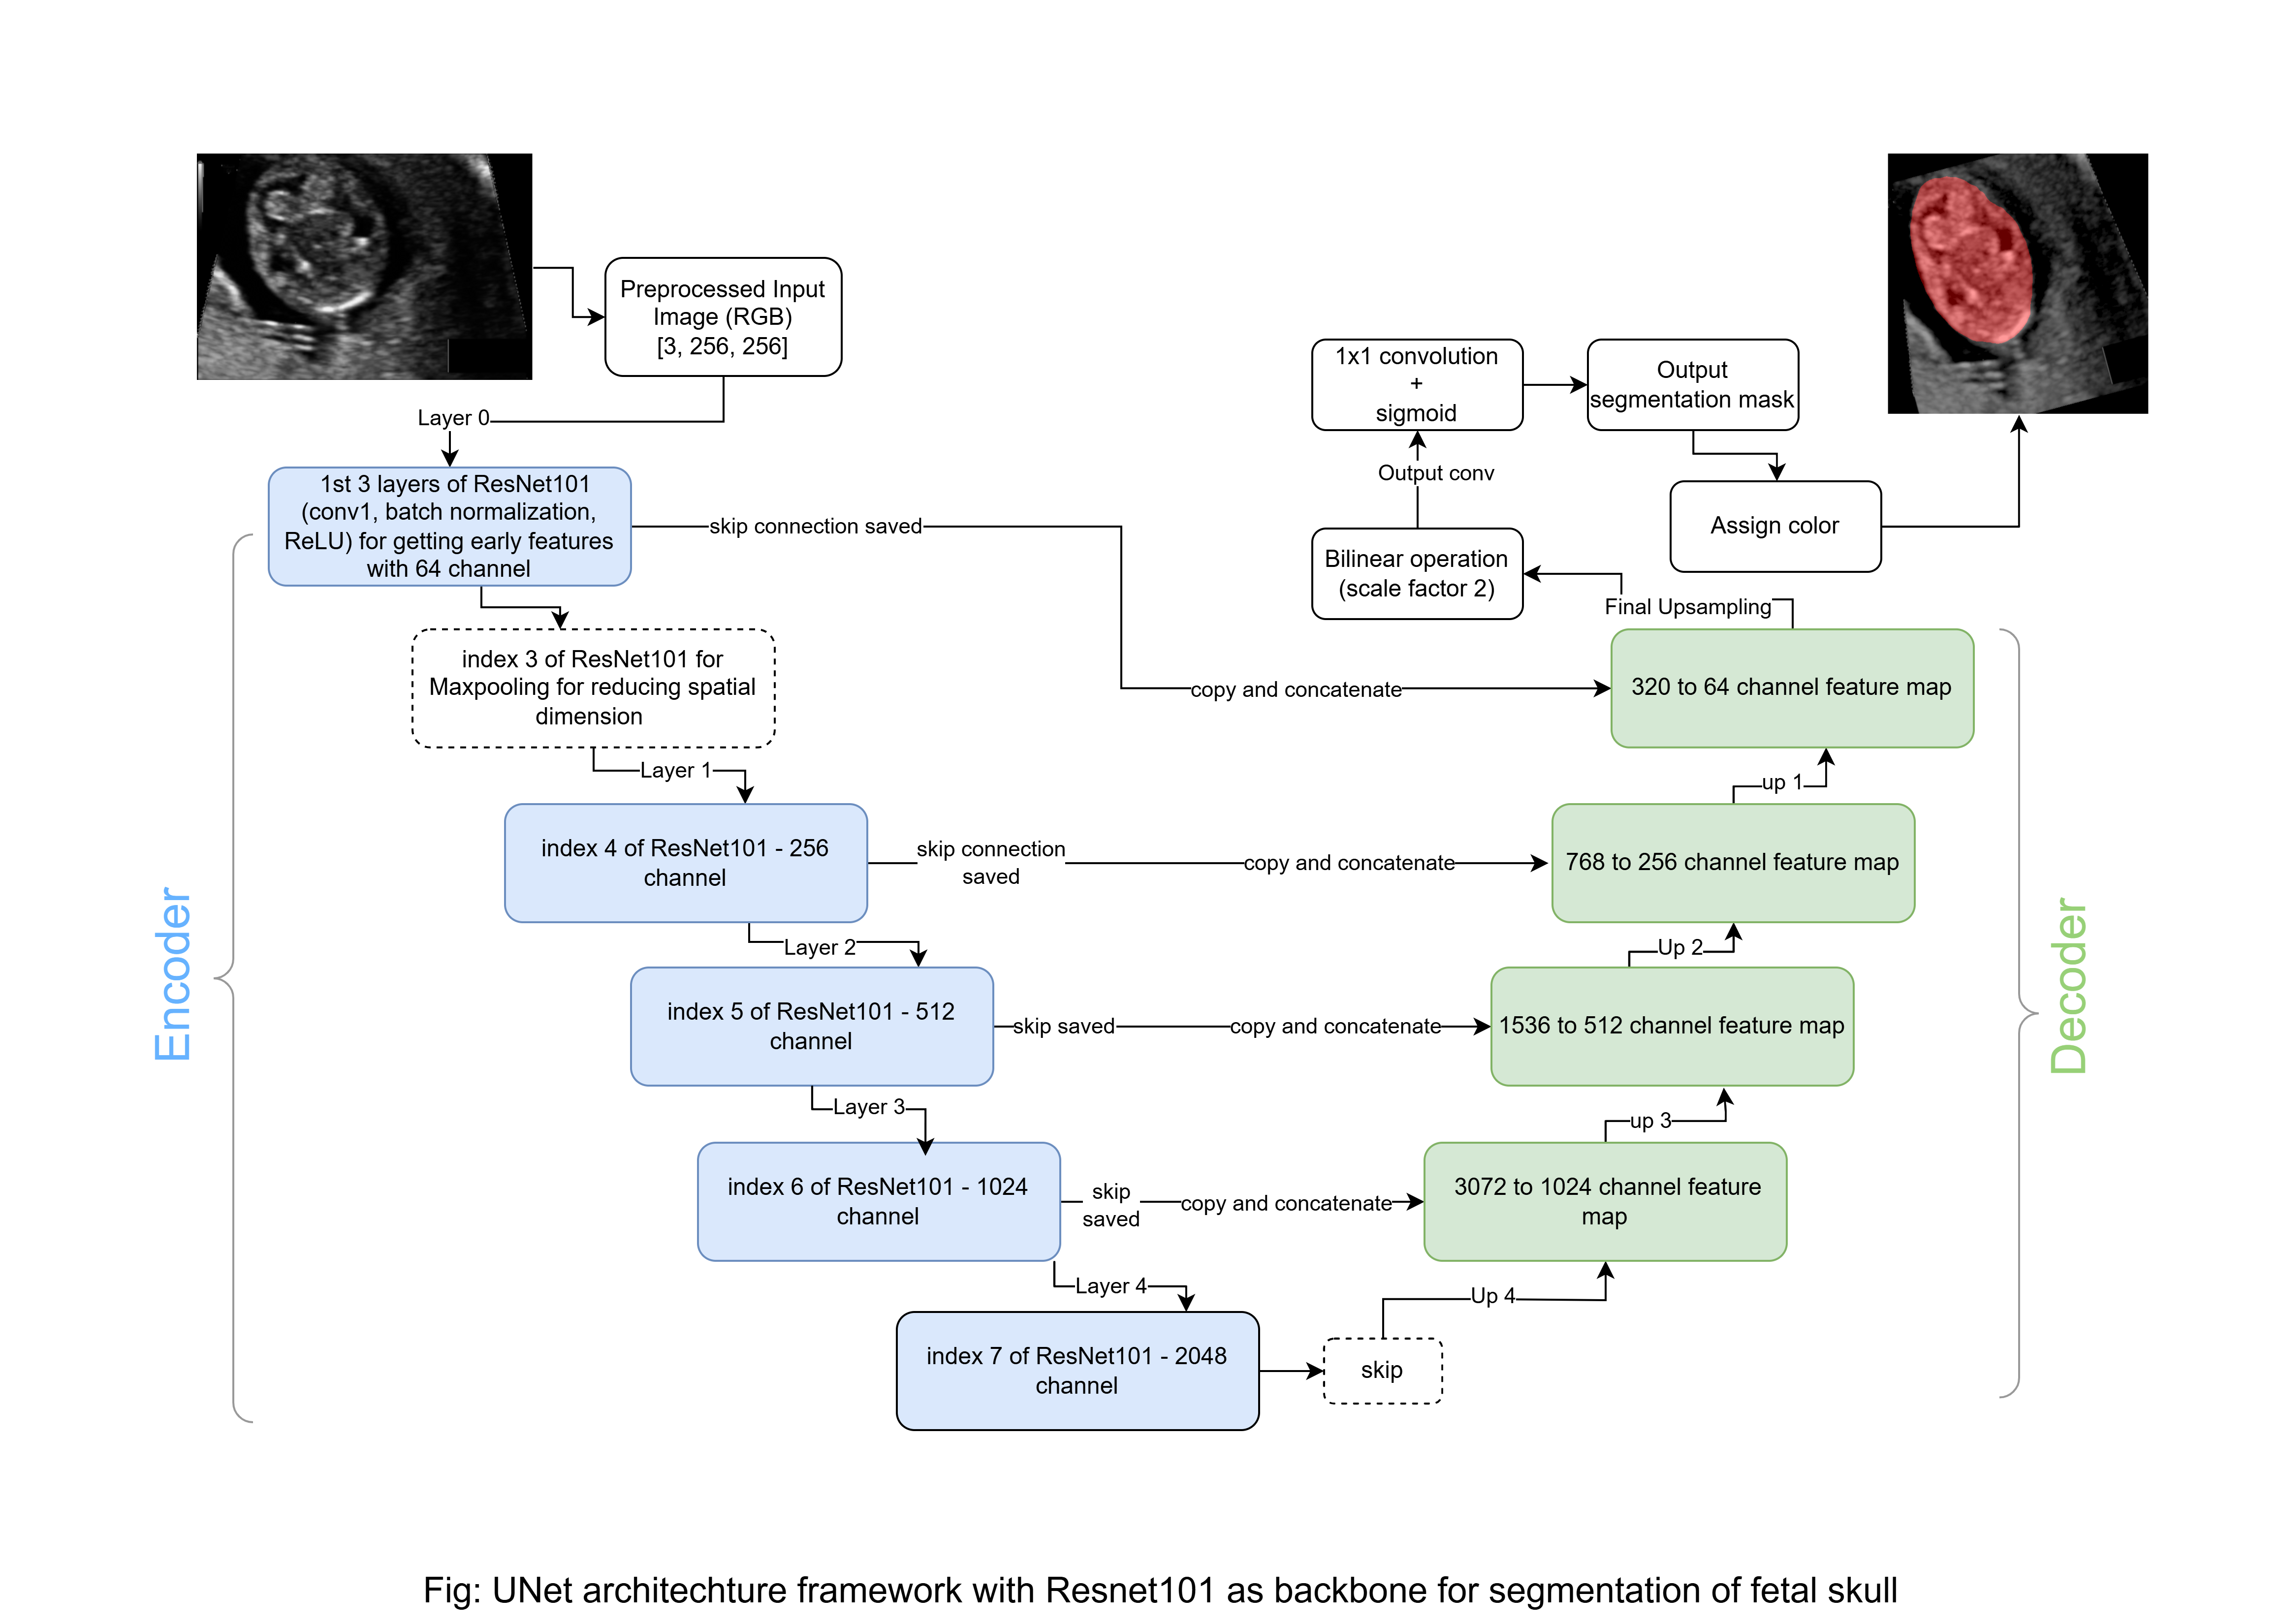 Preprocessed Input
Image (RGB)
[3, 256, 256]
Layer 0
1st 3 layers of ResNet101
(conv1, batch normalization,
ReLU) for getting early features
with 64 channel
skip connection saved
copy and concatenate
index 3 of ResNet101 for
Maxpooling for reducing spatial
dimension
Layer 1
index 4 of ResNet101 - 256
channel
skip connection
saved
copy and concatenate
Layer 2
index 5 of ResNet101 - 512
channel
skip saved
copy and concatenate
Layer 3
index 6 of ResNet101 - 1024
channel
skip
saved
copy and concatenate
Layer 4
index 7 of ResNet101 - 2048
channel
skip
Up 4
3072 to 1024 channel feature
map
up 3
1536 to 512 channel feature map
Up 2
768 to 256 channel feature map
up 1
320 to 64 channel feature map
Final Upsampling
Bilinear operation
(scale factor 2)
Output conv
1x1 convolution
+
sigmoid
Output
segmentation mask
Assign color
Encoder
Decoder
Fig: UNet architechture framework with Resnet101 as backbone for segmentation of fetal skull